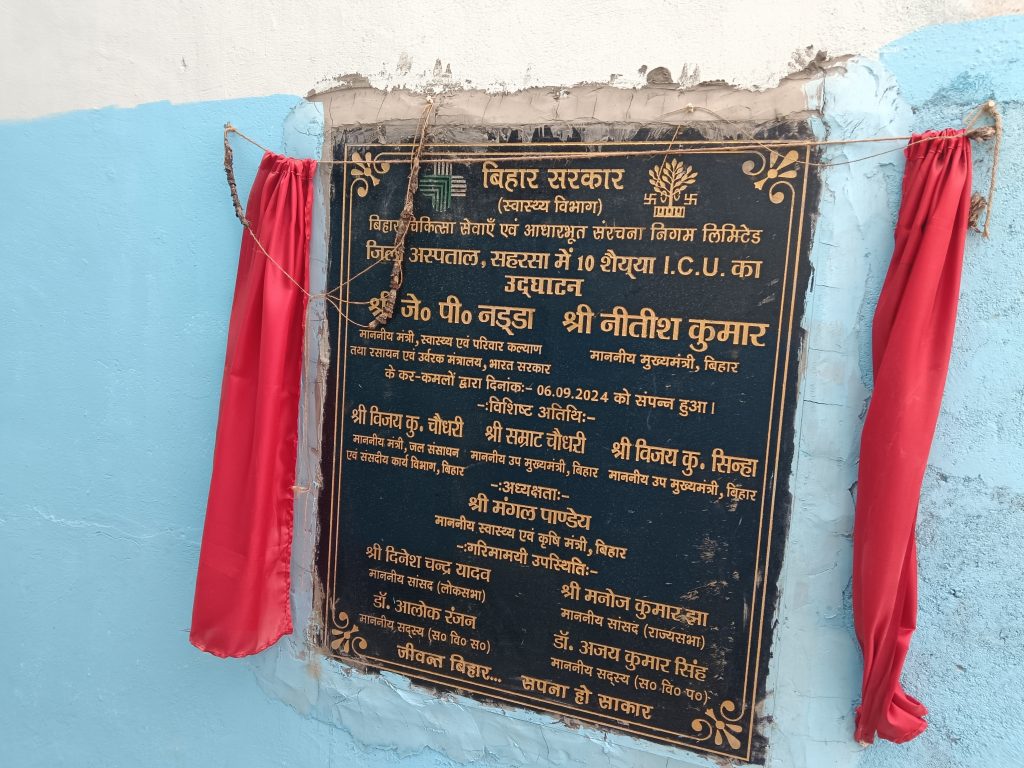 बिहार सरकार
(स्वास्थ्य विभाग)
बिहार चिकित्सा सेवाएँ एवं आधारभूत संरचना निगम लिमिटेड
जिला अस्पताल, सहरसा में 10 शैय्या I.C.U. का
उद्घाटन
श्री जे० पी० नड्डा
माननीय मंत्री, स्वास्थ्य एवं परिवार कल्याण
तथा रसायन एवं उर्वरक मंत्रालय, भारत सरकार
श्री नीतीश कुमार
माननीय मुख्यमंत्री, बिहार
के कर-कमलों द्वारा दिनांक:- 06.09.2024 को संपन्न हुआ।
-:विशिष्ट अतिथि:-
श्री विजय कु. चौधरी
माननीय मंत्री, जल संसाधन
एवं संसदीय कार्य विभाग, बिहार
श्री सम्राट चौधरी
माननीय उप मुख्यमंत्री, बिहार
श्री विजय कु. सिन्हा
माननीय उप मुख्यमंत्री, बिहार
-:अध्यक्षता:-
श्री मंगल पाण्डेय
माननीय स्वास्थ्य एवं कृषि मंत्री, बिहार
-:गरिमामयी उपस्थिति:-
श्री दिनेश चन्द्र यादव
माननीय सांसद (लोकसभा)
श्री मनोज कुमार झा
माननीय सांसद (राज्यसभा)
डॉ. आलोक रंजन
माननीय सदस्य (स० वि० स०)
डॉ. अजय कुमार सिंह
माननीय सदस्य (स० वि० प०)
जीवन्त बिहार... सपना हो साकार